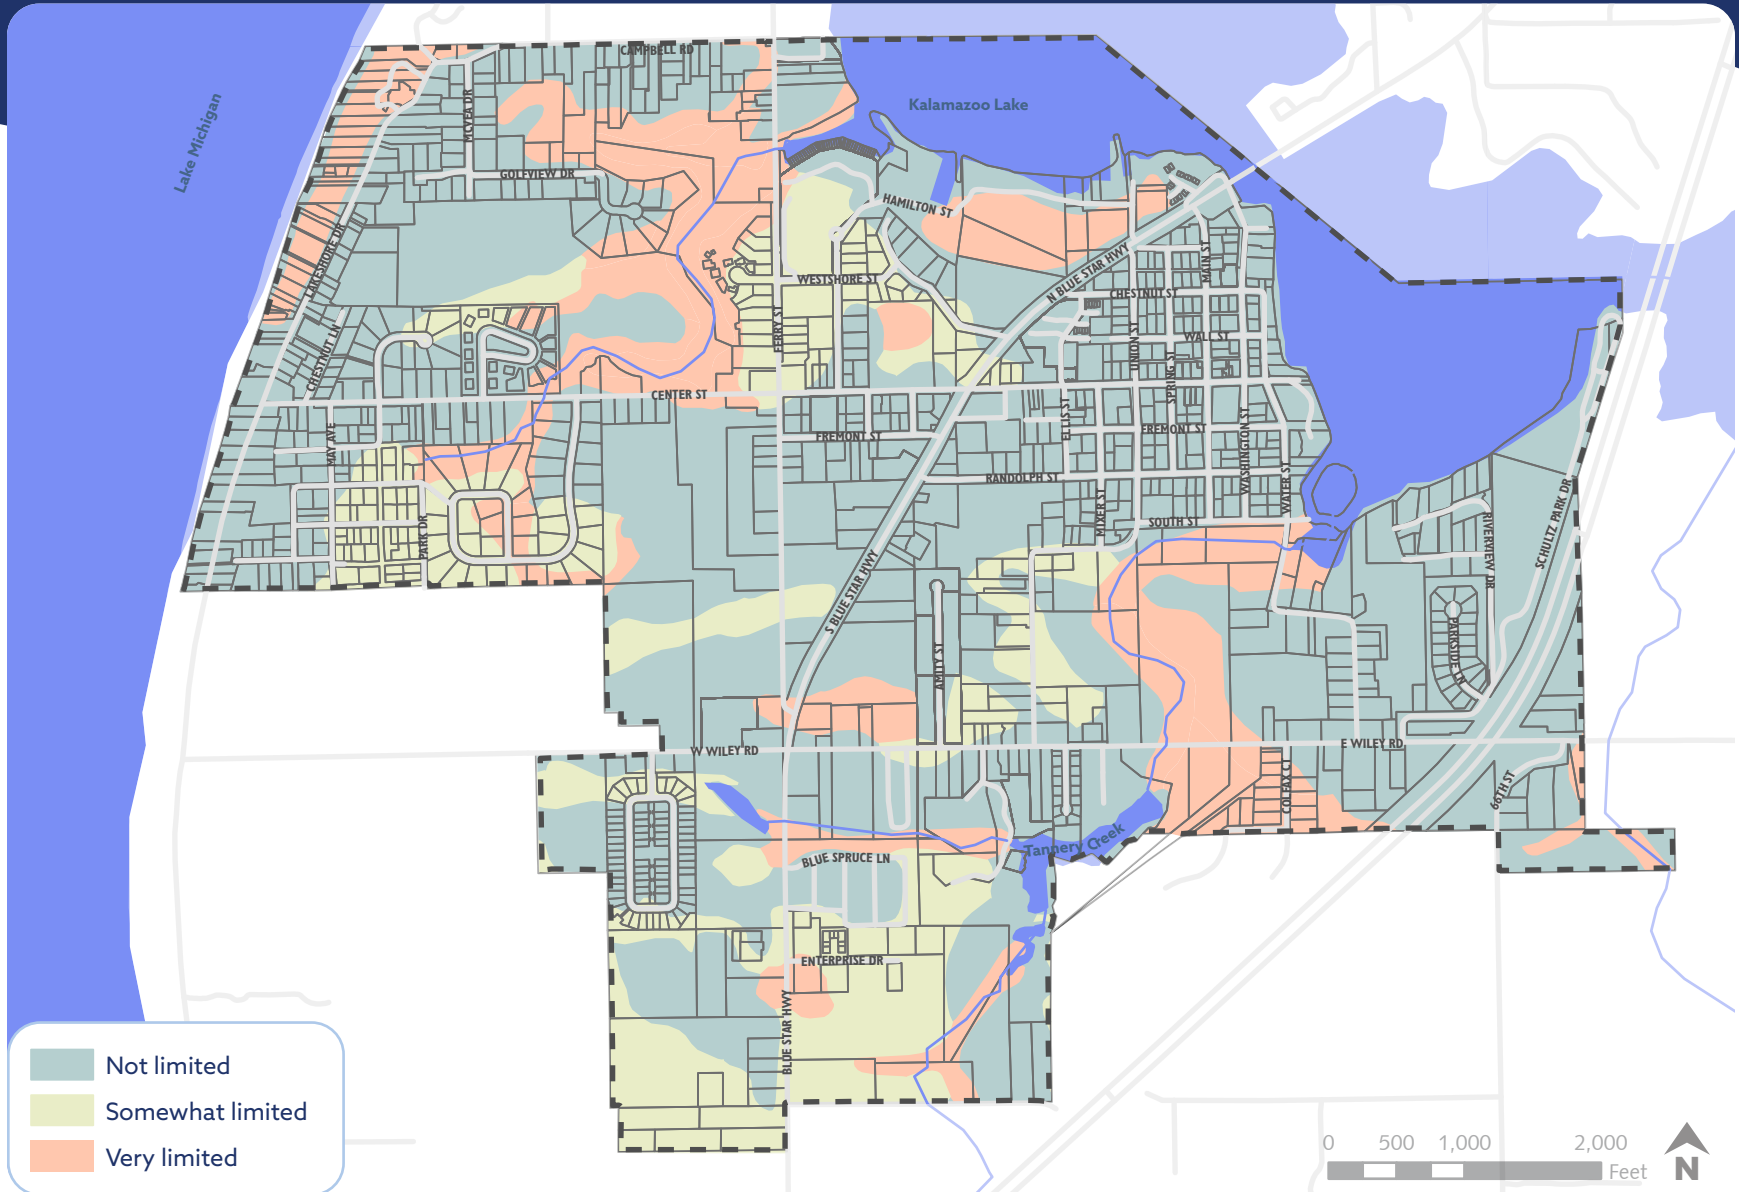 CAMPBELL RD
Lake Michigan
Kalamazoo Lake
MCVEA DR
GOLFVIEW DR
HAMILTON ST
LAKESHORE DR
N BLUE STAR HWY
MAIN ST
WESTSHORE ST
CHESTNUT ST
FERRY ST
CHESTNUT LN
UNION ST
WALL ST
SPRING ST
CENTER ST
ELLIS ST
MAY AVE
FREMONT ST
FREMONT ST
WASHINGTON ST
RANDOLPH ST
WATER ST
MIXER ST
SOUTH ST
PARK DR
RIVERVIEW DR
SCHULTZ PARK DR
S BLUE STAR HWY
AMITY ST
PARKSIDE LN
W WILEY RD
E WILEY RD
COLFAX CT
66TH ST
Tannery Creek
BLUE SPRUCE LN
ENTERPRISE DR
BLUE STAR HWY
Not limited
Somewhat limited
Very limited
0 500 1,000 2,000
Feet
N